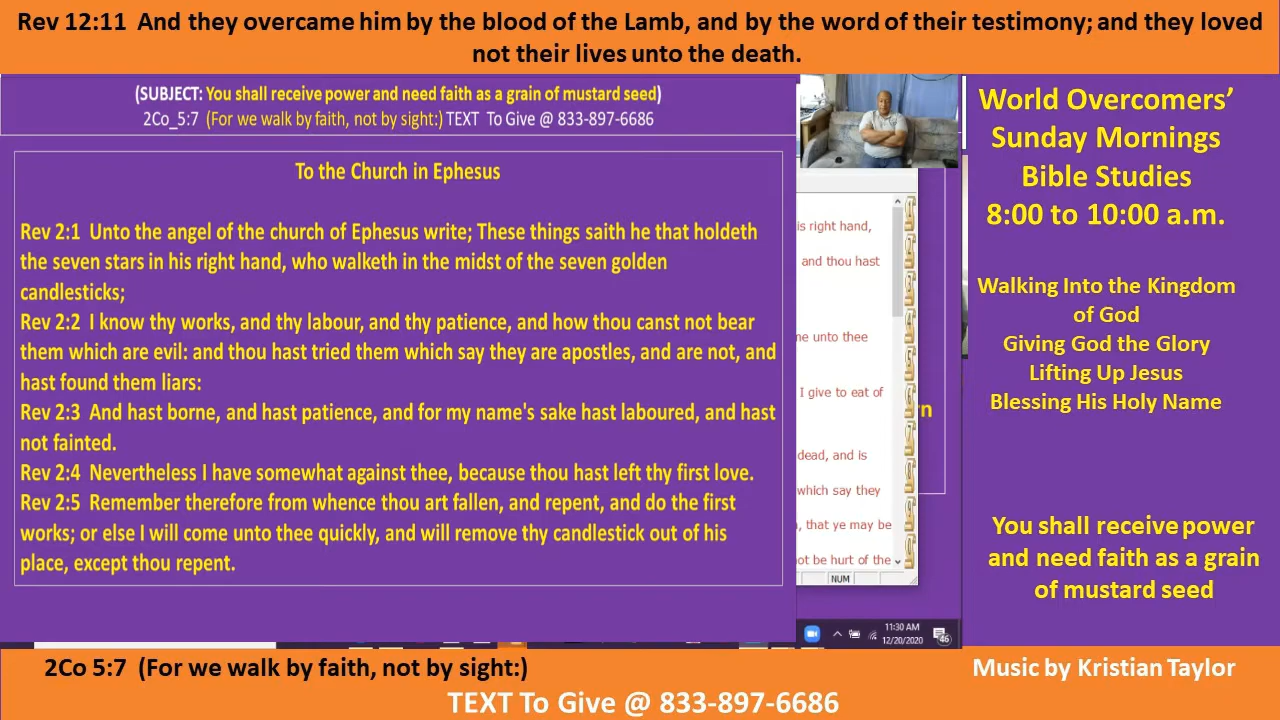 Rev 12:11 And they overcame him by the blood of the Lamb, and by the word of their testimony; and they loved
not their lives unto the death.
(SUBJECT: You shall receive power and need faith as a grain of mustard seed)
2Co_5:7 (For we walk by faith, not by sight:) TEXT To Give @ 833-897-6686
To the Church in Ephesus
Rev 2:1 Unto the angel of the church of Ephesus write; These things saith he that holdeth
the seven stars in his right hand, who walketh in the midst of the seven golden
candlesticks;
Rev 2:2 I know thy works, and thy labour, and thy patience, and how thou canst not bear
them which are evil: and thou hast tried them which say they are apostles, and are not, and
hast found them liars:
Rev 2:3 And hast borne, and hast patience, and for my name's sake hast laboured, and hast
not fainted.
Rev 2:4 Nevertheless I have somewhat against thee, because thou hast left thy first love.
Rev 2:5 Remember therefore from whence thou art fallen, and repent, and do the first
works; or else I will come unto thee quickly, and will remove thy candlestick out of his
place, except thou repent.
is right hand,
and thou hast
ne unto thee
I give to eat of
rn
dead, and is
which say they
, that ye may be
not be hurt of the
NUM
11:30 AM
12/20/2020
46
World Overcomers'
Sunday Mornings
Bible Studies
8:00 to 10:00 a.m.
Walking Into the Kingdom
of God
Giving God the Glory
Lifting Up Jesus
Blessing His Holy Name
You shall receive power
and need faith as a grain
of mustard seed
2Co 5:7 (For we walk by faith, not by sight:)
Music by Kristian Taylor
TEXT To Give @ 833-897-6686